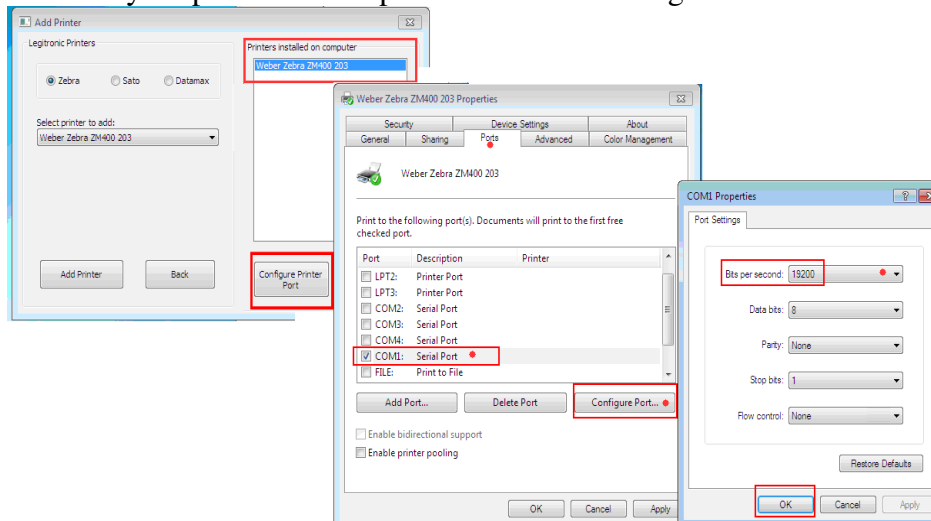 Add Printer
Legitronic Printers
Zebra
Sato
Datamax
Select printer to add:
Weber Zebra ZM400 203
Add Printer
Back
Printers installed on computer
Weber Zebra ZM400 203
Configure Printer
Port
Weber Zebra ZM400 203 Properties
Security Device Settings About
General Sharing Ports Advanced Color Management
Weber Zebra ZM400 203
Print to the following port(s). Documents will print to the first free
checked port.
Port Description Printer
LPT2: Printer Port
LPT3: Printer Port
COM2: Serial Port
COM3: Serial Port
COM4: Serial Port
COM1: Serial Port
FILE: Print to File
Add Port... Delete Port Configure Port...
Enable bidirectional support
Enable printer pooling
OK Cancel Apply
COM1 Properties
Port Settings
Bits per second: 19200
Data bits: 8
Parity: None
Stop bits: 1
Flow control: None
Restore Defaults
OK Cancel Apply